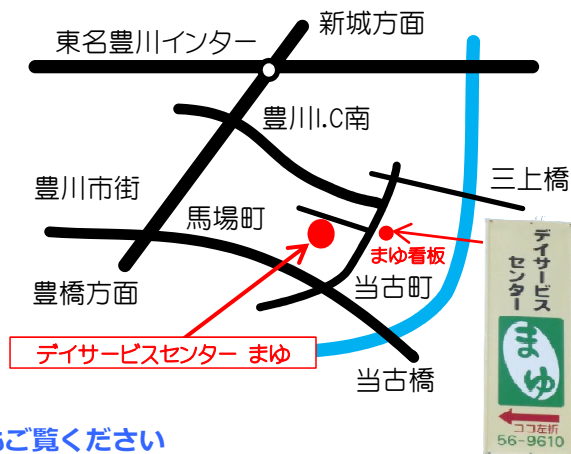 新城方面
東名豊川インター
豊川I.C南
三上橋
豊川市街
馬場町
まゆ看板
当古町
豊橋方面
デイサービスセンター まゆ
当古橋
デイサービス
センター
まゆ
ココ左折
56-9610
ご覧ください